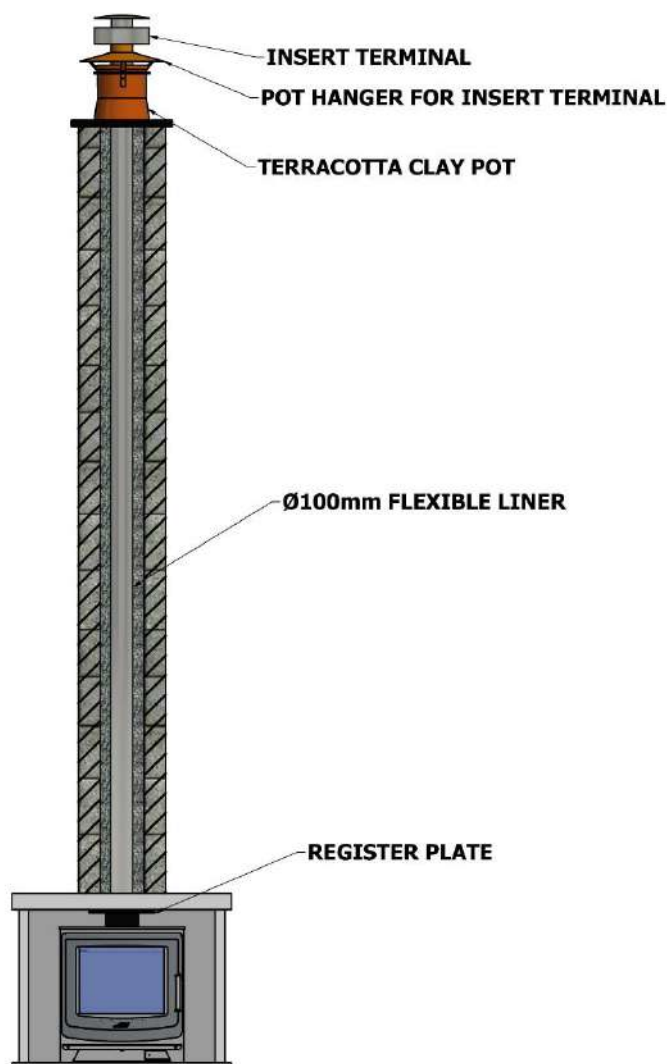 INSERT TERMINAL
POT HANGER FOR INSERT TERMINAL
TERRACOTTA CLAY POT
Ø100mm FLEXIBLE LINER
REGISTER PLATE